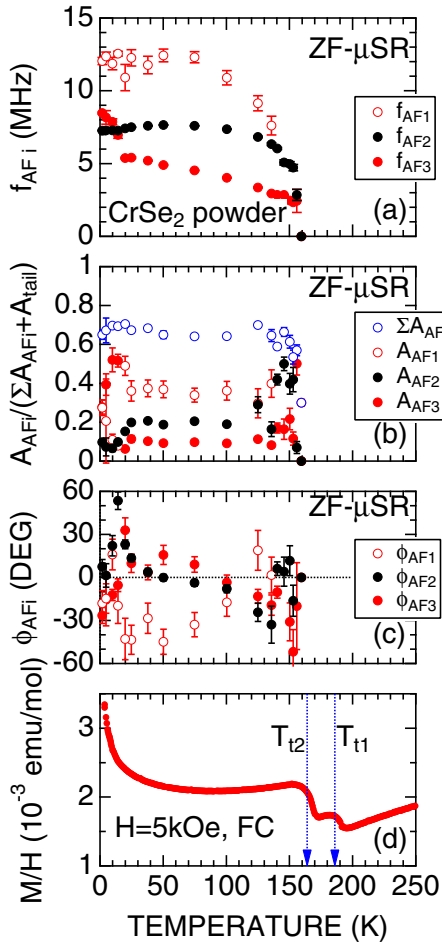 15
10
5
0
f_AF i (MHz)
ZF-μSR
f_AF1
f_AF2
f_AF3
CrSe₂ powder
(a)
1
0.8
0.6
0.4
0.2
0
A_AFi/(ΣA_AFi+A_tail)
ZF-μSR
ΣA_AF
A_AF1
A_AF2
A_AF3
(b)
60
30
0
-30
-60
ϕ_AFi (DEG)
ZF-μSR
ϕ_AF1
ϕ_AF2
ϕ_AF3
(c)
3
2
1
M/H (10⁻³ emu/mol)
T_t2
T_t1
H=5kOe, FC
(d)
0 50 100 150 200 250
TEMPERATURE (K)